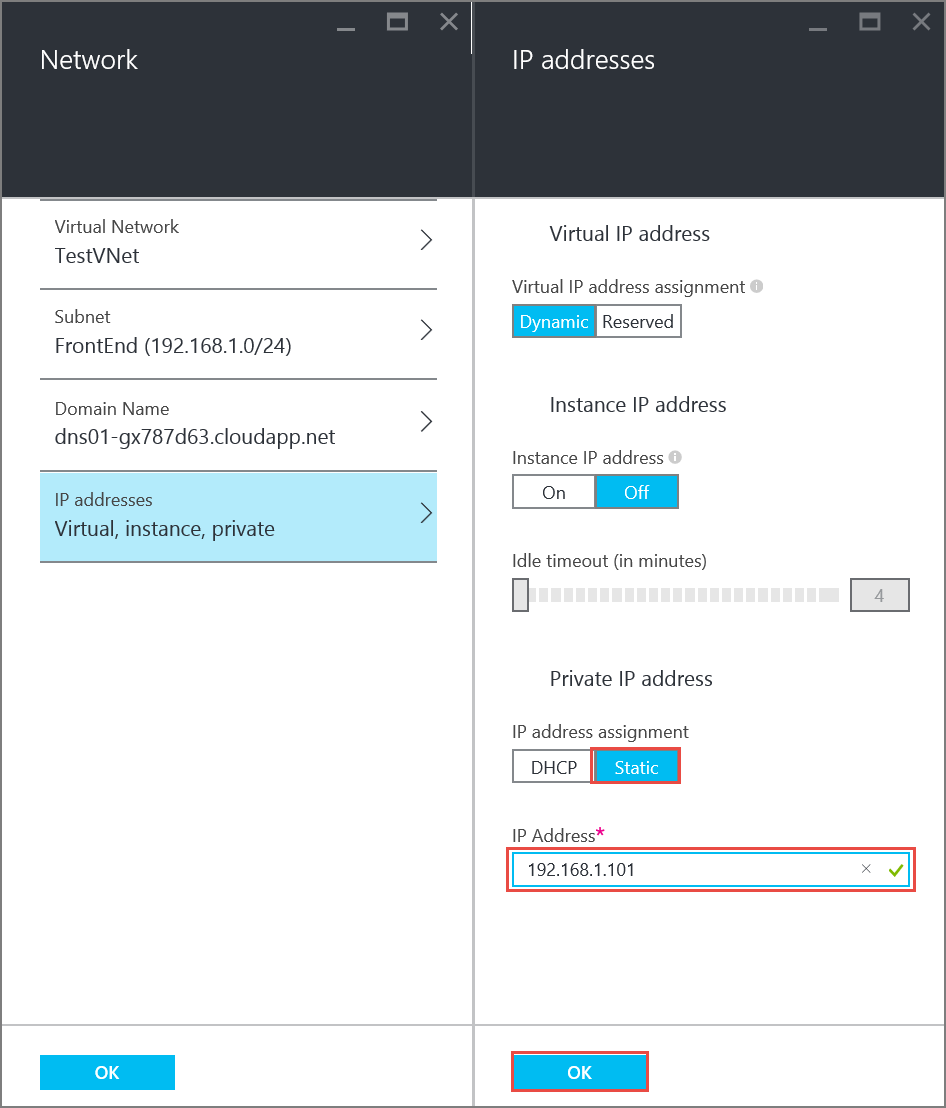 Network
Virtual Network
TestVNet
Subnet
FrontEnd (192.168.1.0/24)
Domain Name
dns01-gx787d63.cloudapp.net
IP addresses
Virtual, instance, private
OK
IP addresses
Virtual IP address
Virtual IP address assignment
Dynamic Reserved
Instance IP address
Instance IP address
On Off
Idle timeout (in minutes)
4
Private IP address
IP address assignment
DHCP Static
IP Address*
192.168.1.101
OK